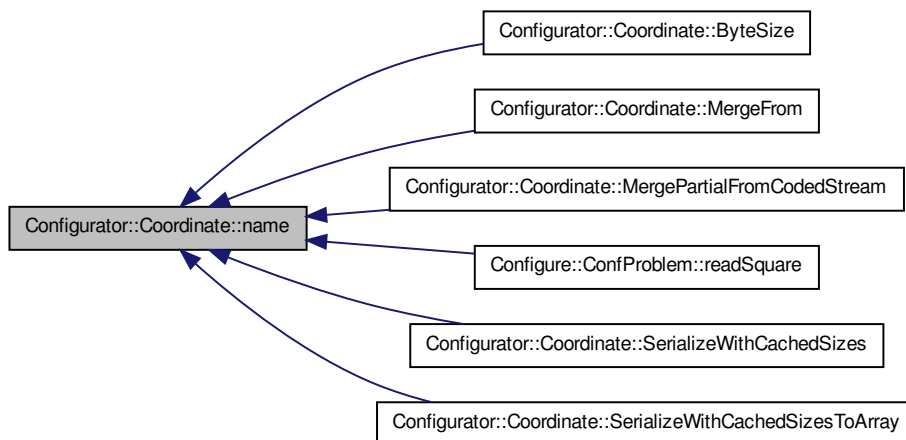 Configurator::Coordinate::ByteSize
Configurator::Coordinate::MergeFrom
Configurator::Coordinate::MergePartialFromCodedStream
Configurator::Coordinate::name
Configure::ConfProblem::readSquare
Configurator::Coordinate::SerializeWithCachedSizes
Configurator::Coordinate::SerializeWithCachedSizesToArray